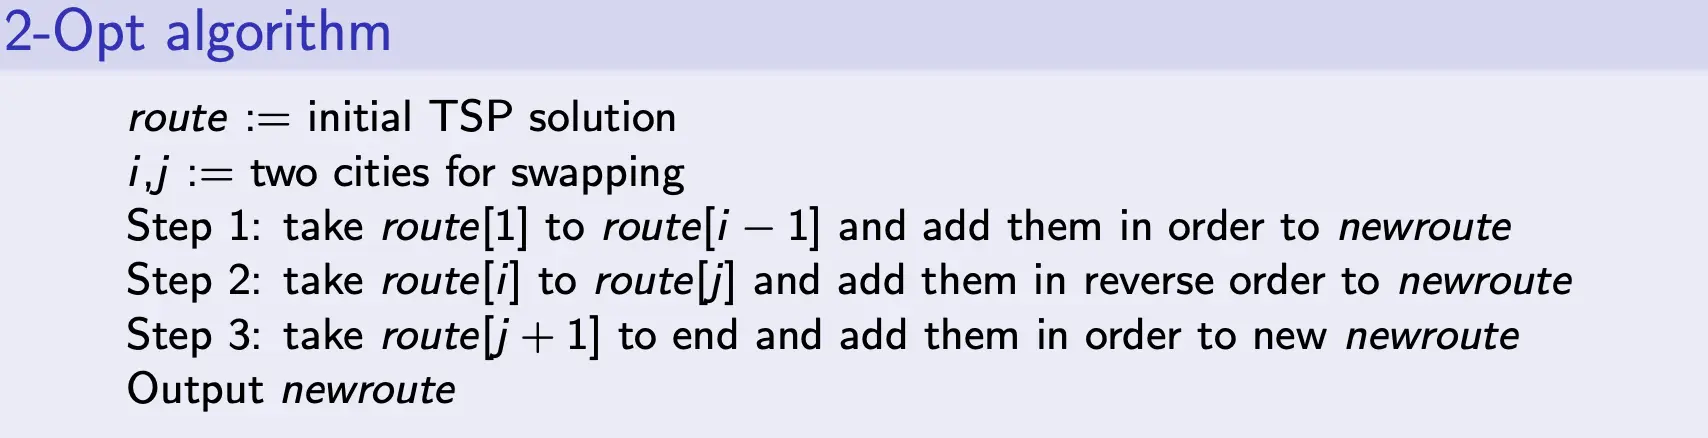 2-Opt algorithm
route := initial TSP solution
i,j := two cities for swapping
Step 1: take route[1] to route[i − 1] and add them in order to newroute
Step 2: take route[i] to route[j] and add them in reverse order to newroute
Step 3: take route[j + 1] to end and add them in order to new newroute
Output newroute